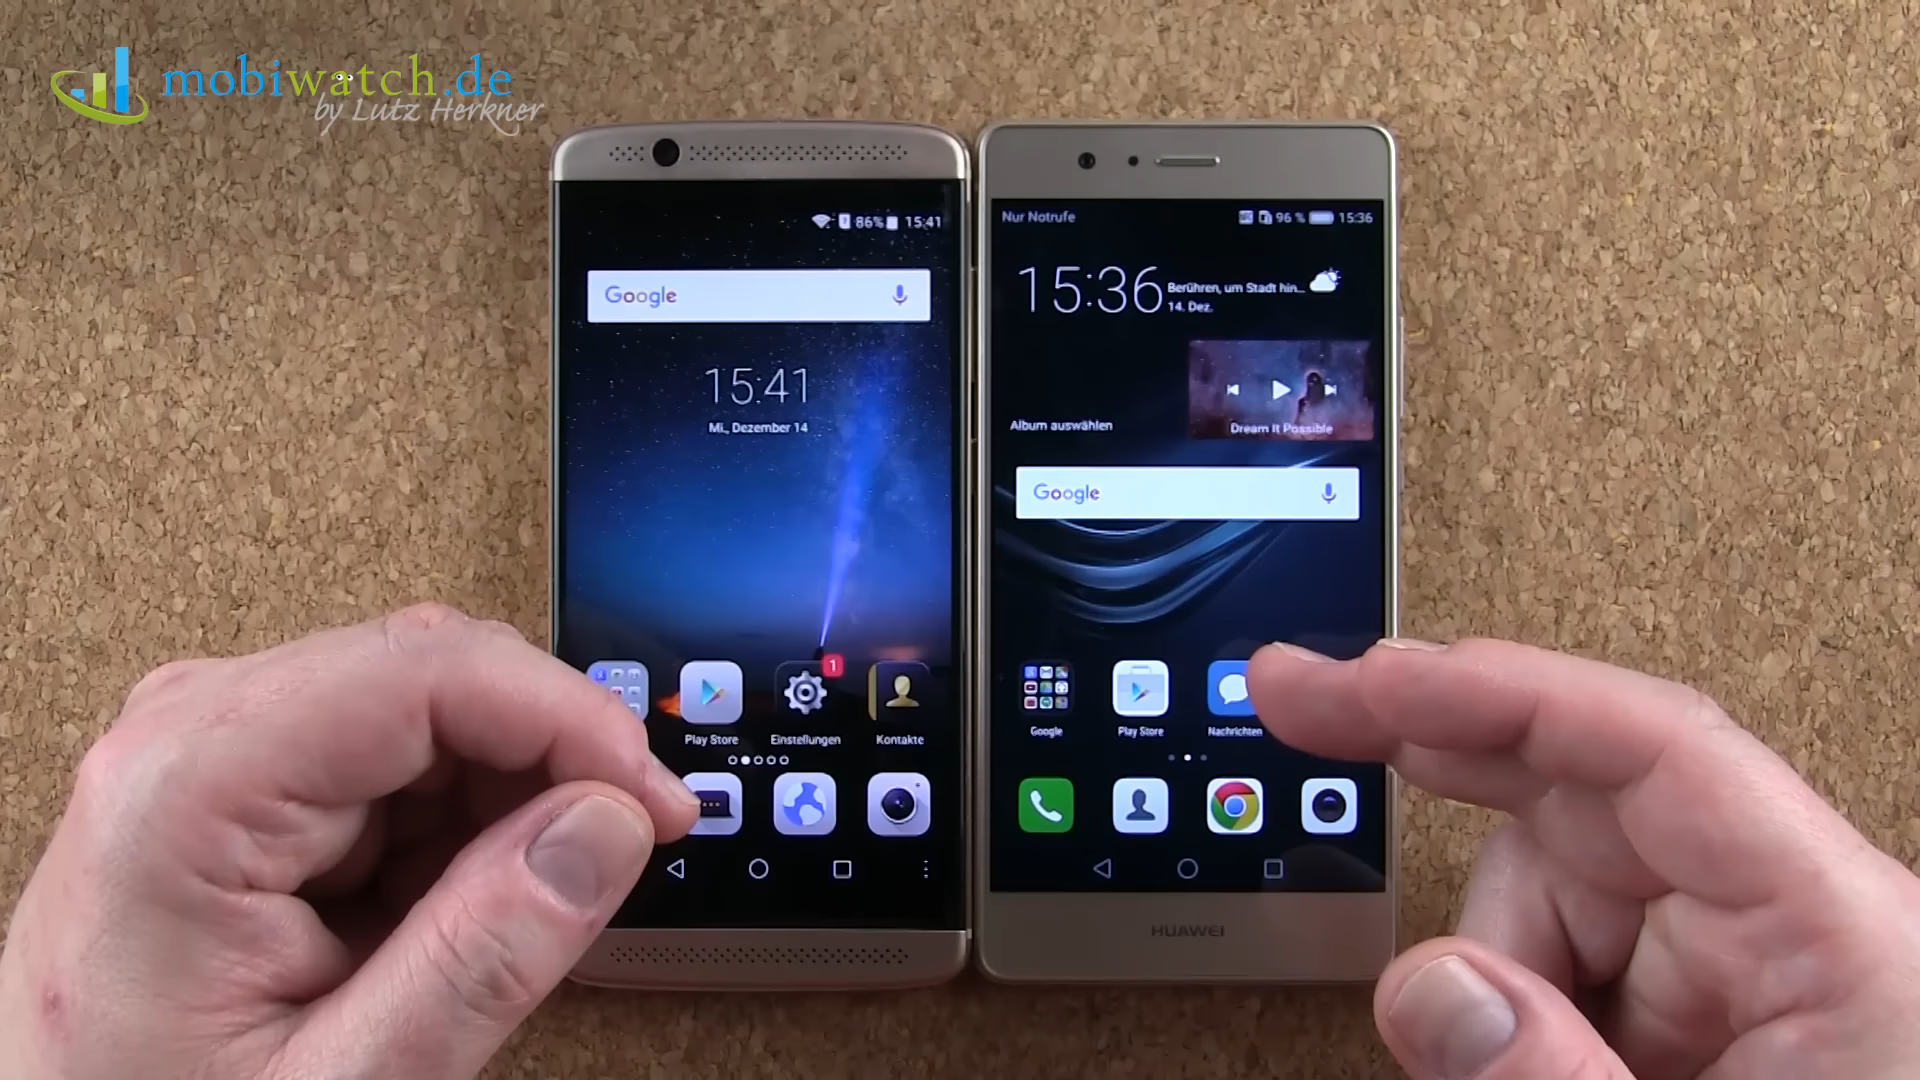 mobiwatch.de
by Lutz Herkner
86% 15:41
Google
15:41
Mi., Dezember 14
1
Play Store Einstellungen Kontakte
Nur Notrufe 96 % 15:36
15:36
Berühren, um Stadt hin...
14. Dez.
Album auswählen
Dream It Possible
Google
Google Play Store Nachrichten
HUAWEI